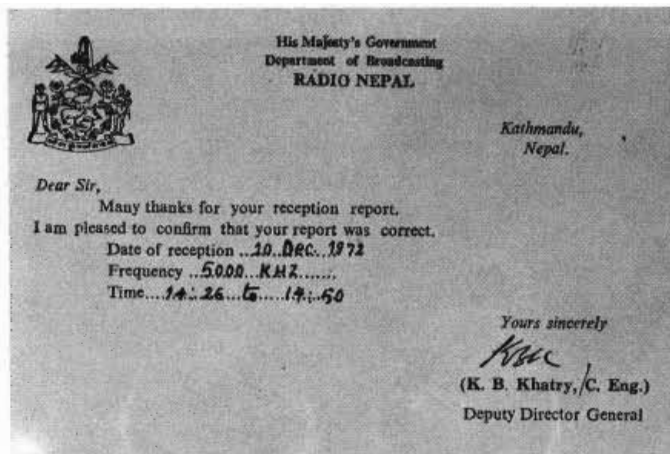 His Majesty's Government
Department of Broadcasting
RADIO NEPAL
Kathmandu,
Nepal.
Dear Sir,
Many thanks for your reception report.
I am pleased to confirm that your report was correct.
Date of reception ...20..DEC...1972
Frequency ...5000...KHZ.......
Time....14:.26....to.....14:.50
Yours sincerely
(K. B. Khatry, C. Eng.)
Deputy Director General